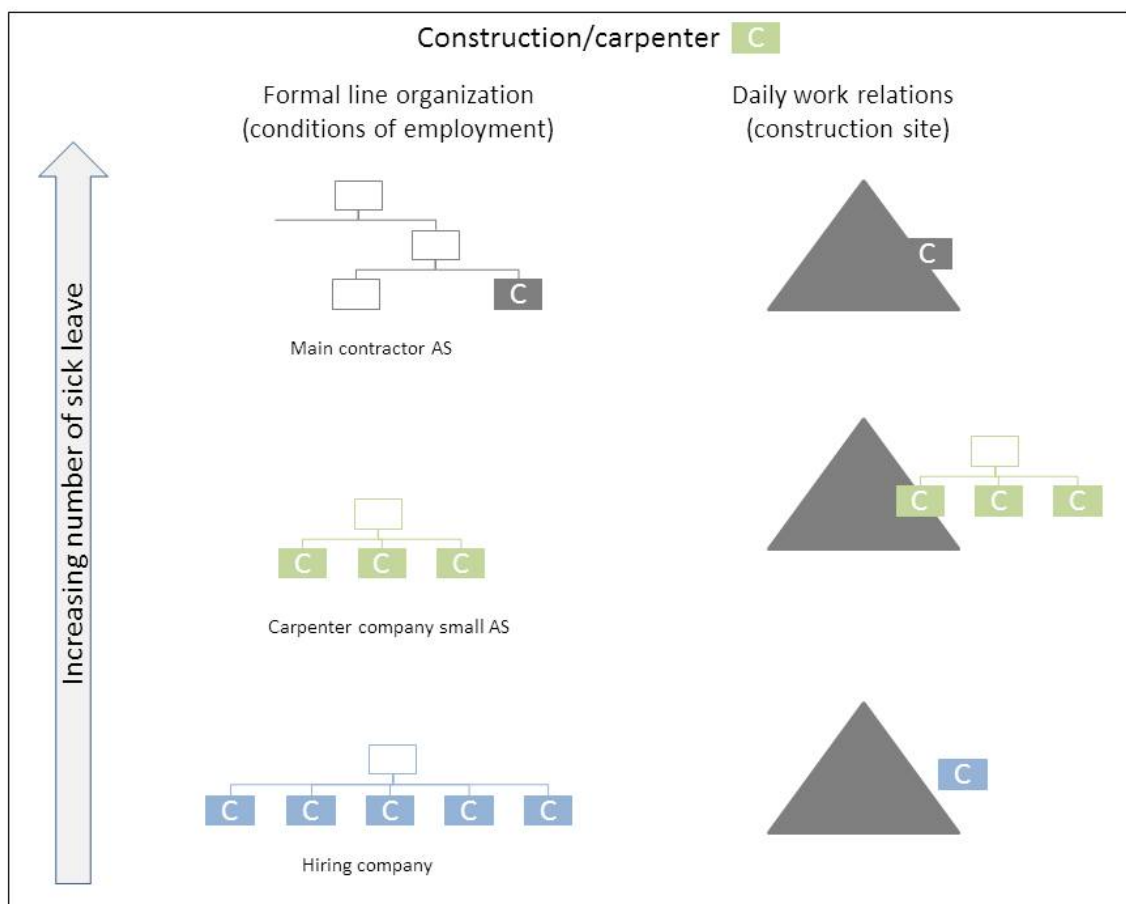 Construction/carpenter C
Formal line organization
(conditions of employment)
Daily work relations
(construction site)
Increasing number of sick leave
C
Main contractor AS
C
C C C
Carpenter company small AS
C C C
C C C C C
Hiring company
C